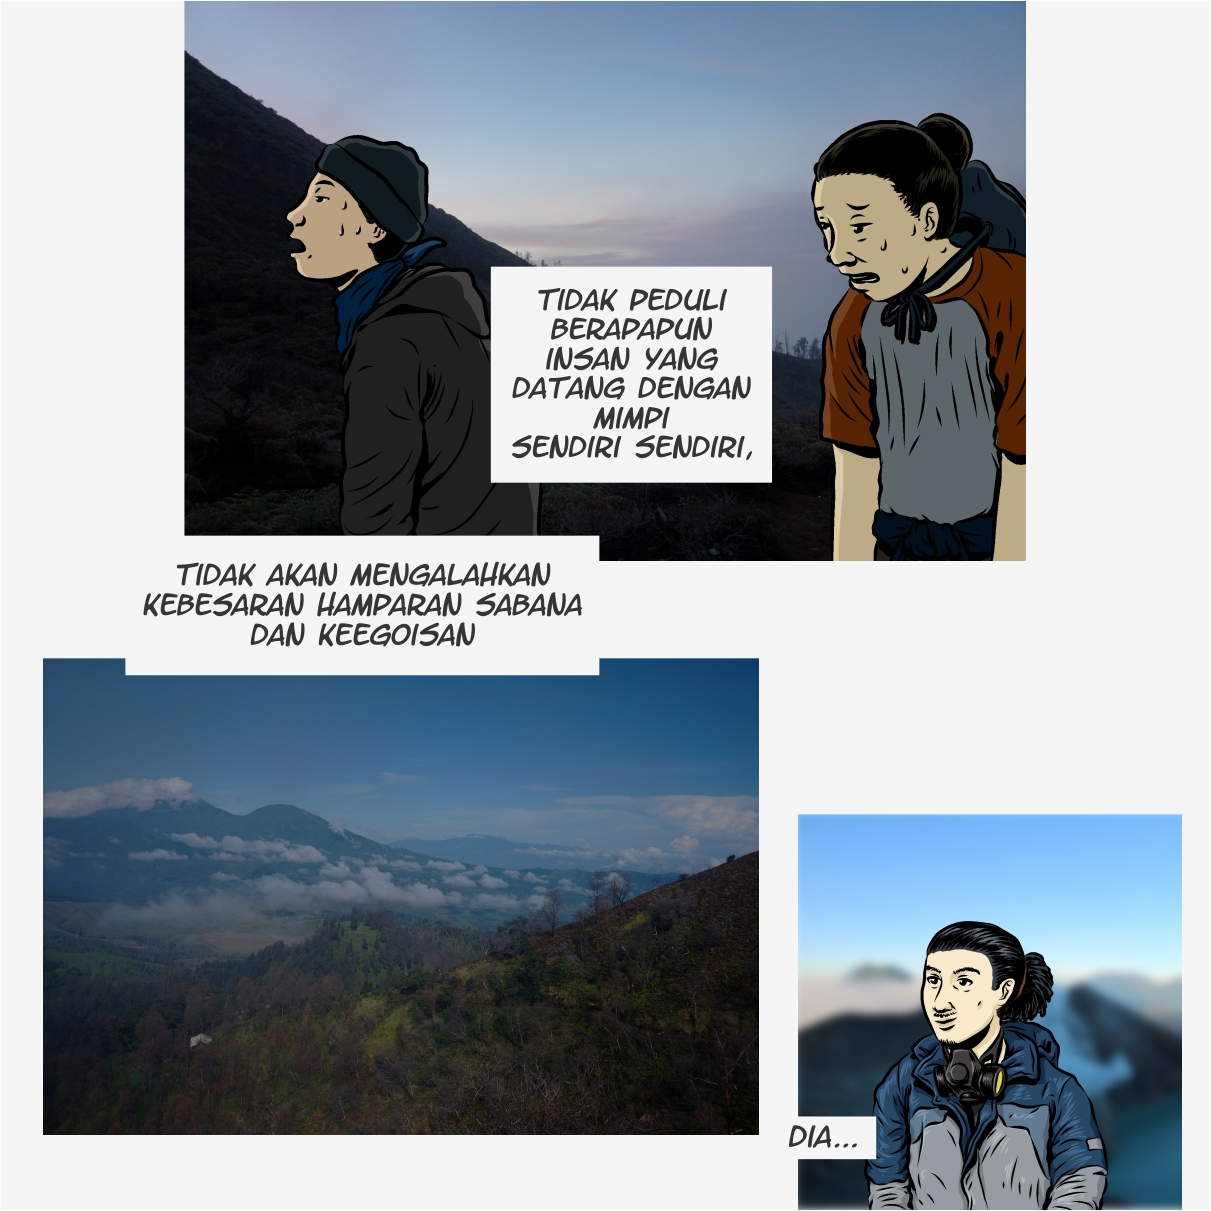 TIDAK PEDULI
BERAPAPUN
INSAN YANG
DATANG DENGAN
MIMPI
SENDIRI SENDIRI,
TIDAK AKAN MENGALAHKAN
KEBESARAN HAMPARAN SABANA
DAN KEEGOISAN
DIA...